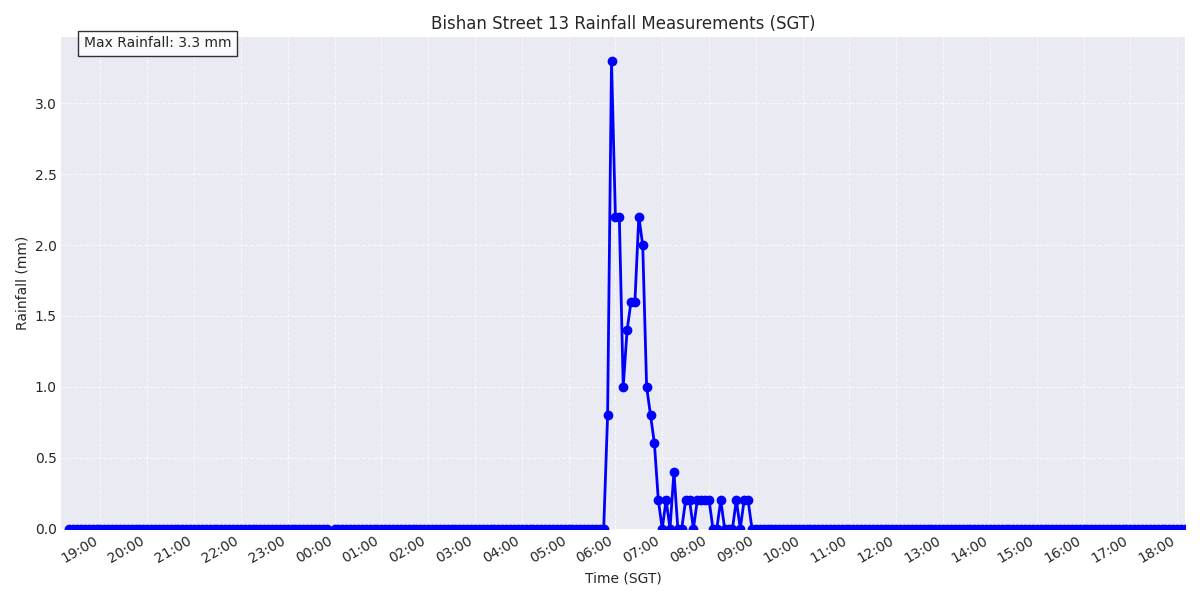 Bishan Street 13 Rainfall Measurements (SGT)
Max Rainfall: 3.3 mm
Rainfall (mm)
3.0
2.5
2.0
1.5
1.0
0.5
0.0
19:00 20:00 21:00 22:00 23:00 00:00 01:00 02:00 03:00 04:00 05:00 06:00 07:00 08:00 09:00 10:00 11:00 12:00 13:00 14:00 15:00 16:00 17:00 18:00
Time (SGT)